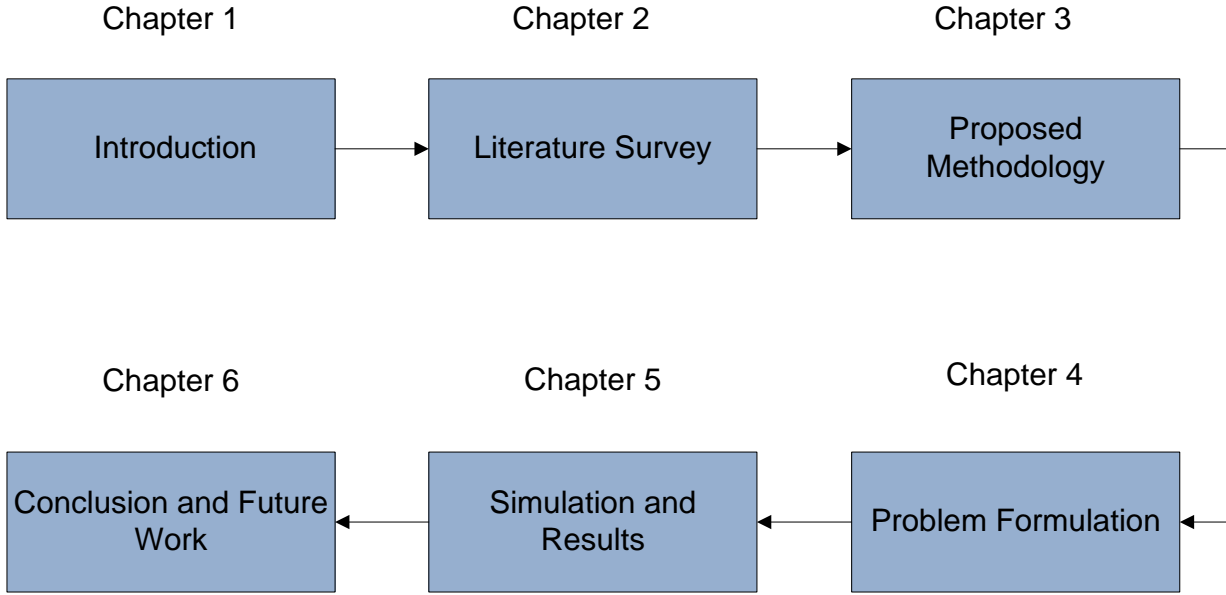 Chapter 1
Chapter 2
Chapter 3
Introduction
Literature Survey
Proposed
Methodology
Chapter 6
Chapter 5
Chapter 4
Conclusion and Future
Work
Simulation and
Results
Problem Formulation